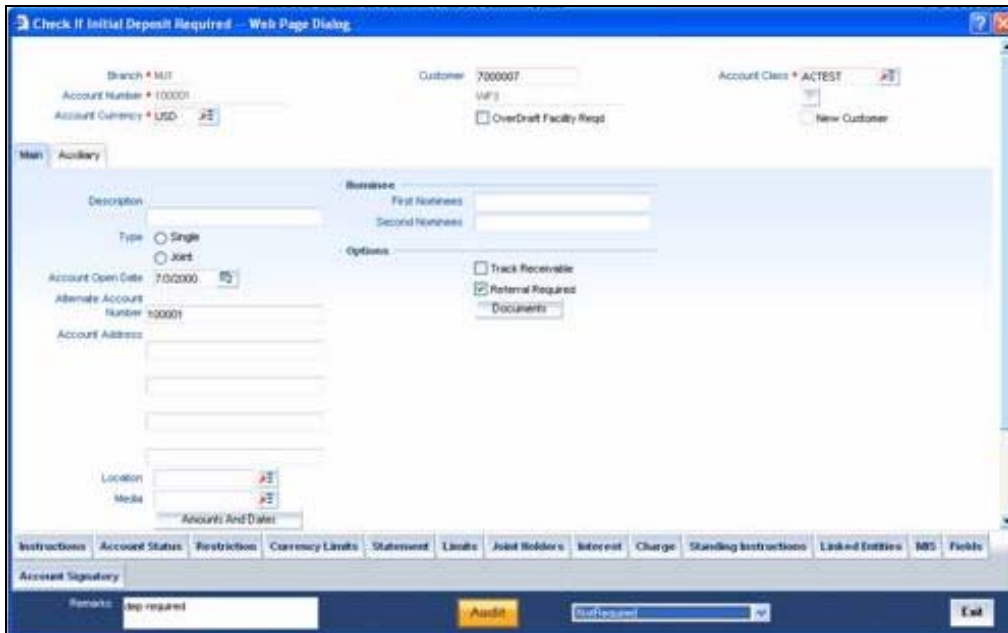 Check If Initial Deposit Required -- Web Page Dialog
Branch * MJ1 Customer 7000007 Account Class * ACTEST
Account Number * 100001
Account Currency * USD OverDraft Facility Reqd New Customer
Main Auxiliary
Nominee
Description First Nominees
Second Nominees
Type Single
Joint
Options
Track Receivable
Account Open Date 7/3/2000
Referral Required
Alternate Account
Number 100001 Documents
Account Address
Location
Media
Amounts And Dates
Instructions Account Status Restriction Currency Limits Statement Limits Joint Holders Interest Charge Standing Instructions Linked Entities MIS Fields
Account Signatory
Remarks dep required Audit NotRequired Exit